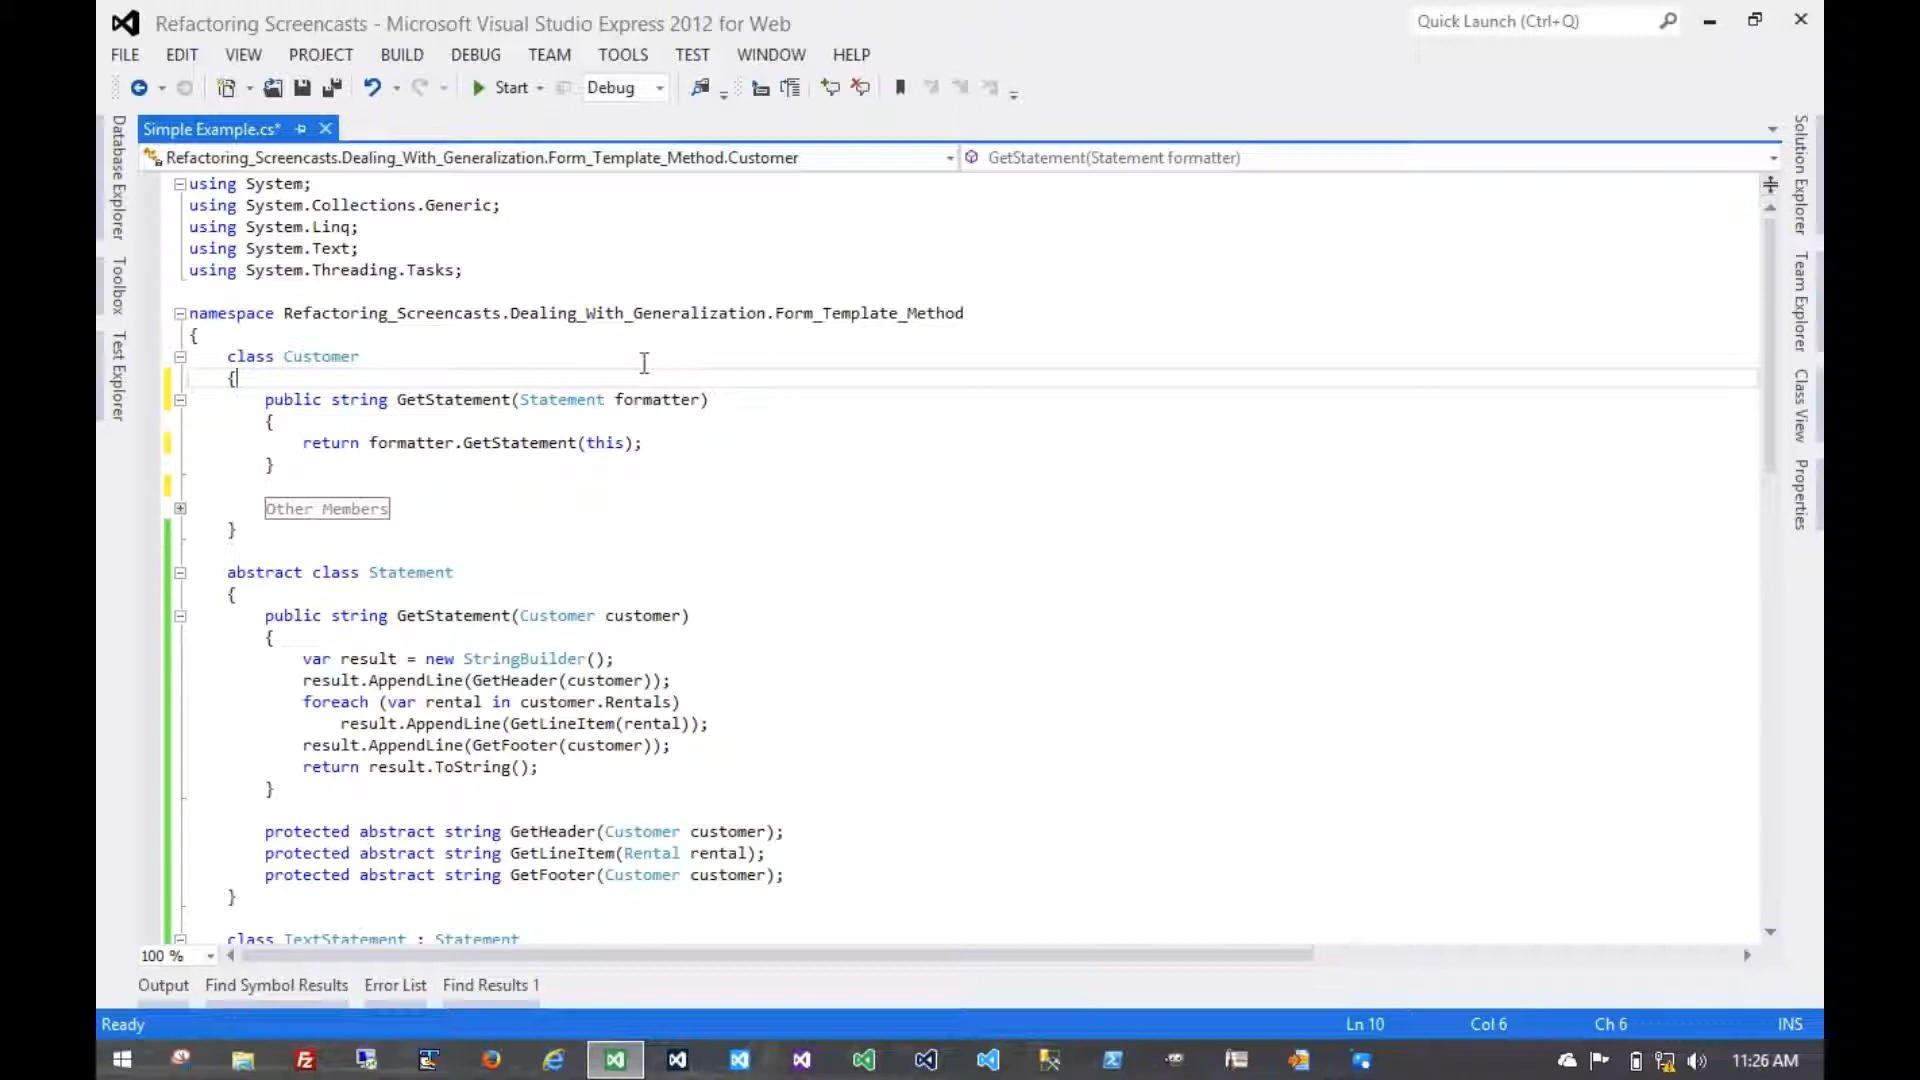 Refactoring Screencasts - Microsoft Visual Studio Express 2012 for Web
Quick Launch (Ctrl+Q)
FILE EDIT VIEW PROJECT BUILD DEBUG TEAM TOOLS TEST WINDOW HELP
Start Debug
Database Explorer
Toolbox
Test Explorer
Simple Example.cs*
Refactoring_Screencasts.Dealing_With_Generalization.Form_Template_Method.Customer
GetStatement(Statement formatter)
using System;
using System.Collections.Generic;
using System.Linq;
using System.Text;
using System.Threading.Tasks;
namespace Refactoring_Screencasts.Dealing_With_Generalization.Form_Template_Method
{
class Customer
{
public string GetStatement(Statement formatter)
{
return formatter.GetStatement(this);
}
Other Members
}
abstract class Statement
{
public string GetStatement(Customer customer)
{
var result = new StringBuilder();
result.AppendLine(GetHeader(customer));
foreach (var rental in customer.Rentals)
result.AppendLine(GetLineItem(rental));
result.AppendLine(GetFooter(customer));
return result.ToString();
}
protected abstract string GetHeader(Customer customer);
protected abstract string GetLineItem(Rental rental);
protected abstract string GetFooter(Customer customer);
}
class TextStatement : Statement
Solution Explorer
Team Explorer
Class View
Properties
100 %
Output Find Symbol Results Error List Find Results 1
Ready Ln 10 Col 6 Ch 6 INS
11:26 AM